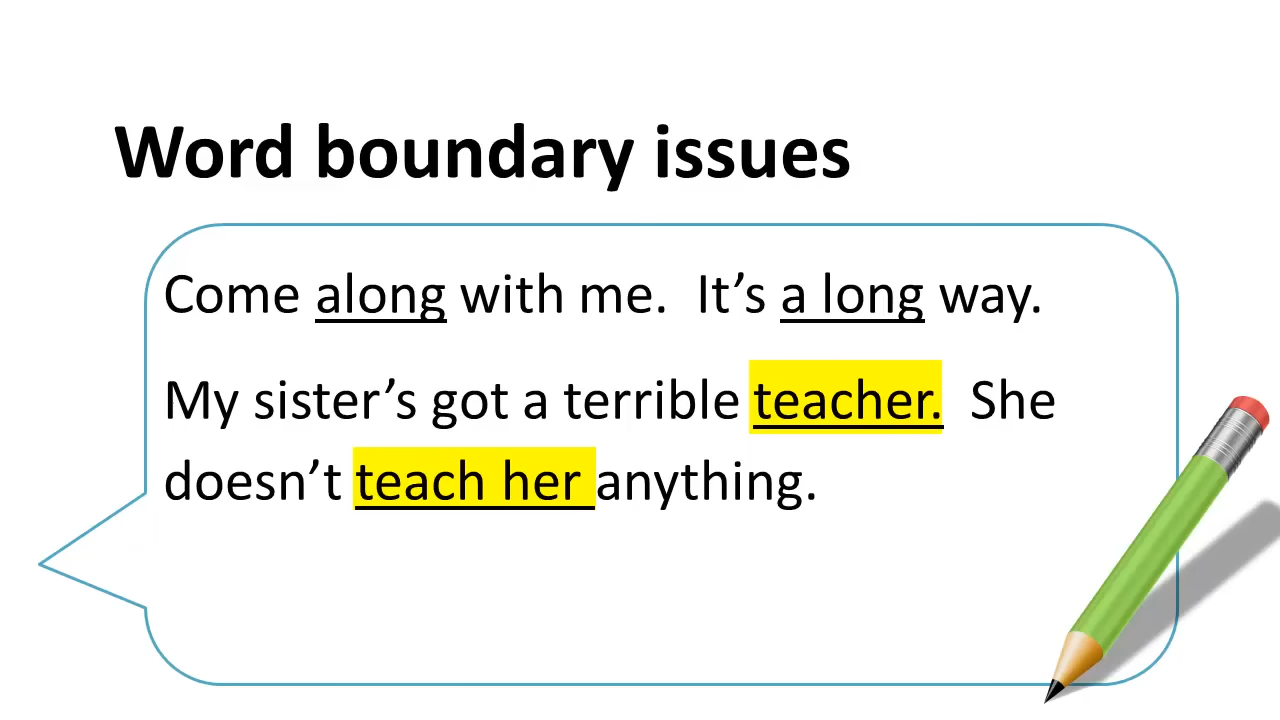 Word boundary issues
Come along with me.  It’s a long way.
My sister’s got a terrible teacher.  She
doesn’t teach her anything.